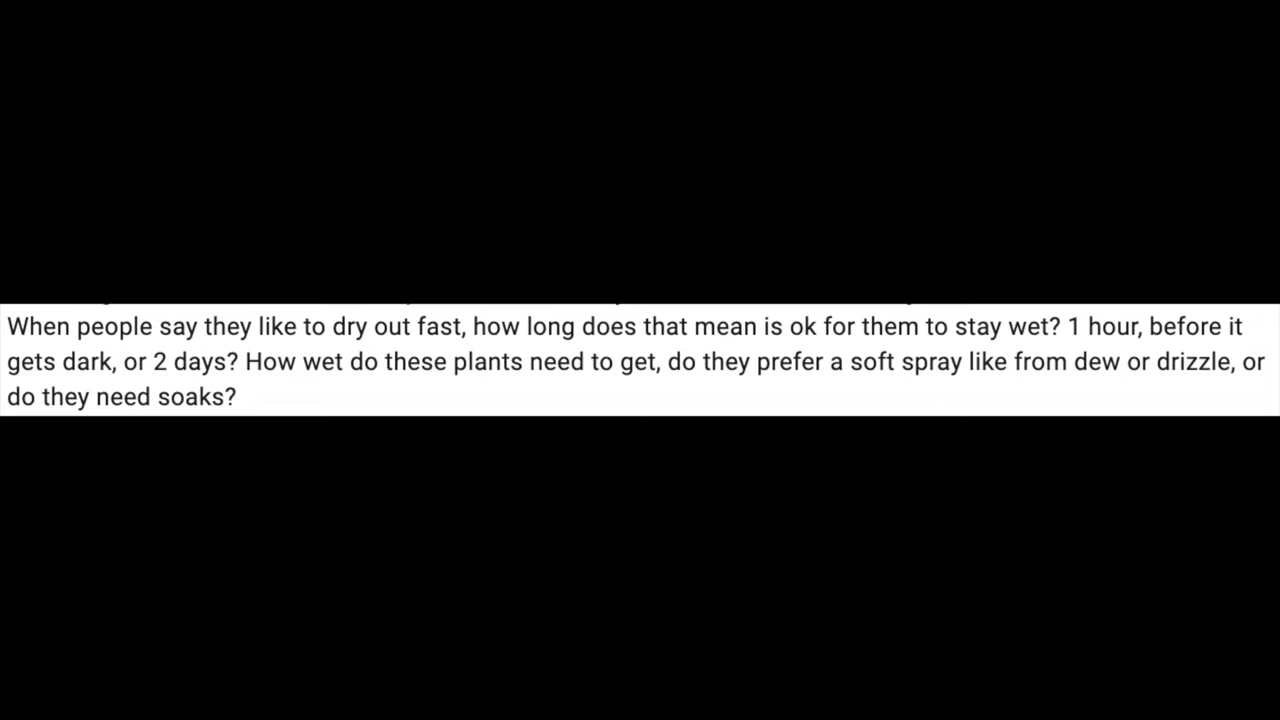 When people say they like to dry out fast, how long does that mean is ok for them to stay wet? 1 hour, before it
gets dark, or 2 days? How wet do these plants need to get, do they prefer a soft spray like from dew or drizzle, or
do they need soaks?